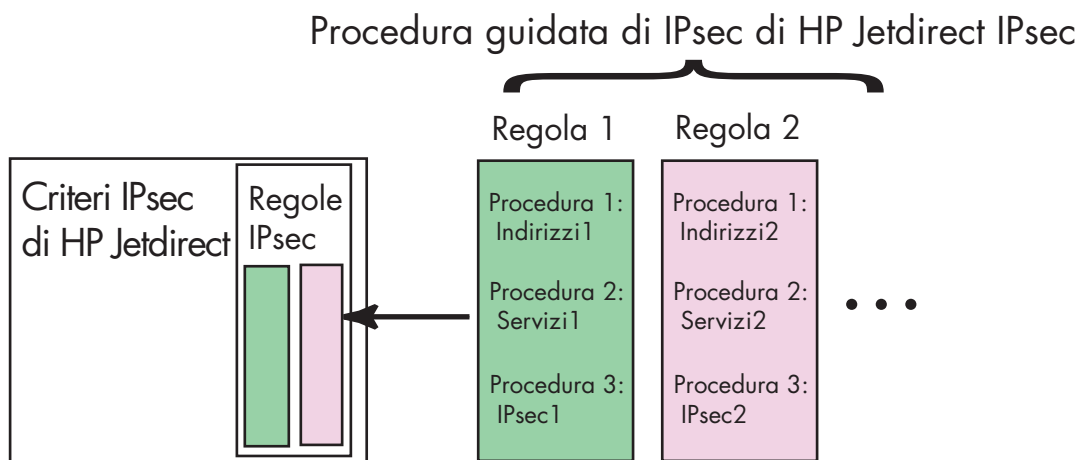 Procedura guidata di IPsec di HP Jetdirect IPsec
Regola 1
Regola 2
Criteri IPsec
di HP Jetdirect
Regole
IPsec
Procedura 1:
Indirizzi1
Procedura 2:
Servizi1
Procedura 3:
IPsec1
Procedura 1:
Indirizzi2
Procedura 2:
Servizi2
Procedura 3:
IPsec2
• • •